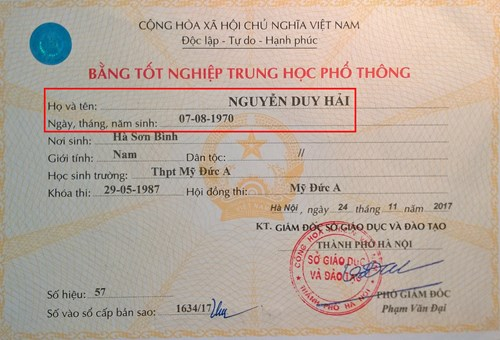 CỘNG HÒA XÃ HỘI CHỦ NGHĨA VIỆT NAM
Độc lập - Tự do - Hạnh phúc
BẰNG TỐT NGHIỆP TRUNG HỌC PHỔ THÔNG
Họ và tên: NGUYỄN DUY HẢI
Ngày, tháng, năm sinh: 07-08-1970
Nơi sinh: Hà Sơn Bình
Giới tính: Nam Dân tộc: //
Học sinh trường: Thpt Mỹ Đức A
Khóa thi: 29-05-1987 Hội đồng thi: Mỹ Đức A
Hà Nội, ngày 24 tháng 11 năm 2017
KT. GIÁM ĐỐC SỞ GIÁO DỤC VÀ ĐÀO TẠO
THÀNH PHỐ HÀ NỘI
SỞ GIÁO DỤC
VÀ ĐÀO TẠO
THÀNH PHỐ HÀ NỘI
PHÓ GIÁM ĐỐC
Phạm Văn Đại
Số hiệu: 57
Số vào sổ cấp bản sao: 1634/17